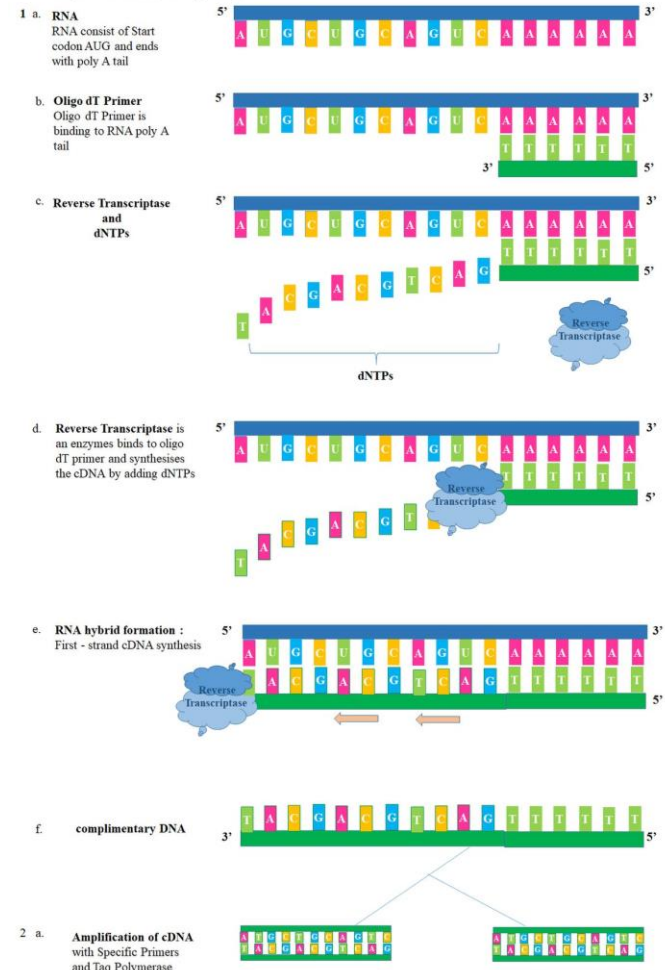 1 a. RNA
RNA consist of Start
codon AUG and ends
with poly A tail
5' 3'
A U G C U G C A G U C A A A A A A
b. Oligo dT Primer
Oligo dT Primer is
binding to RNA poly A
tail
5' 3'
A U G C U G C A G U C A A A A A A
T T T T T T
3' 5'
c. Reverse Transcriptase
and
dNTPs
5' 3'
A U G C U G C A G U C A A A A A A
T T T T T T
5'
T A C G A C G T C A G
Reverse
Transcriptase
dNTPs
d. Reverse Transcriptase is
an enzymes binds to oligo
dT primer and synthesises
the cDNA by adding dNTPs
5' 3'
A U G C U G C A G U C A A A A A A
T T T T T T
5'
Reverse
Transcriptase
T A C G A C G T
e. RNA hybrid formation :
First - strand cDNA synthesis
5' 3'
A U G C U G C A G U C A A A A A A
A C G A C G T C A G T T T T T T
5'
Reverse
Transcriptase
f. complimentary DNA
T A C G A C G T C A G T T T T T T
3' 5'
2 a. Amplification of cDNA
with Specific Primers
and Taq Polymerase
A T G C T G C A G T C
T A C G A C G T C A G
A T G C T G C A G T C
T A C G A C G T C A G